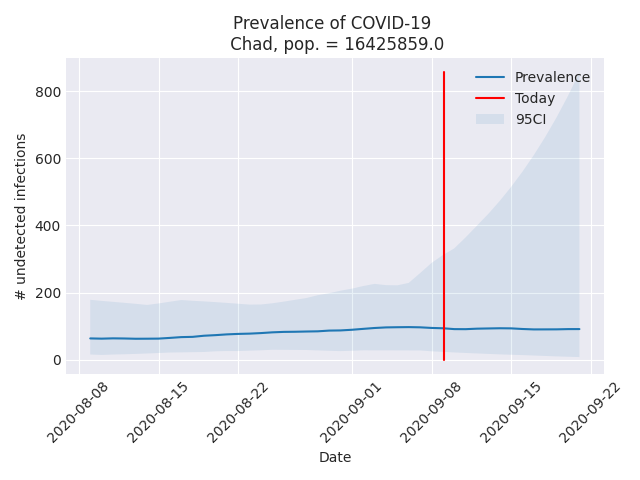 Prevalence of COVID-19
Chad, pop. = 16425859.0
Prevalence
Today
95CI
800
600
400
200
0
# undetected infections
2020-08-08
2020-08-15
2020-08-22
2020-09-01
2020-09-08
2020-09-15
2020-09-22
Date